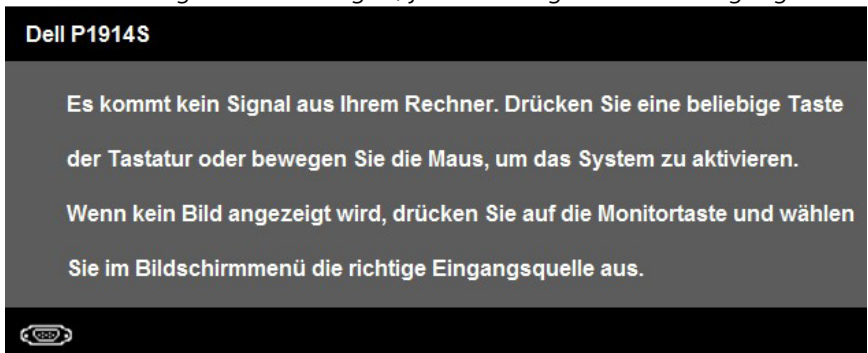 Dell P1914S
Es kommt kein Signal aus Ihrem Rechner. Drücken Sie eine beliebige Taste
der Tastatur oder bewegen Sie die Maus, um das System zu aktivieren.
Wenn kein Bild angezeigt wird, drücken Sie auf die Monitortaste und wählen
Sie im Bildschirmmenü die richtige Eingangsquelle aus.